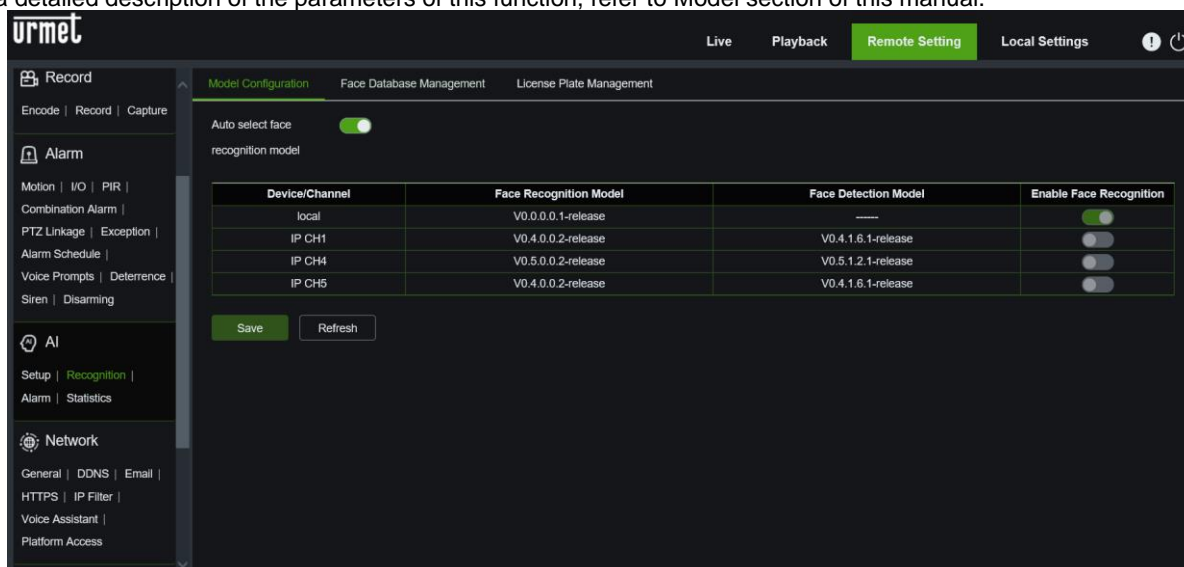 a detailed description of the parameters of this function, refer to Model section of this manual.
urmet
Live Playback Remote Setting Local Settings
Record
Encode | Record | Capture
Alarm
Motion | I/O | PIR |
Combination Alarm |
PTZ Linkage | Exception |
Alarm Schedule |
Voice Prompts | Deterrence |
Siren | Disarming
AI
Setup | Recognition |
Alarm | Statistics
Network
General | DDNS | Email |
HTTPS | IP Filter |
Voice Assistant |
Platform Access
Model Configuration Face Database Management License Plate Management
Auto select face
recognition model
Device/Channel Face Recognition Model Face Detection Model Enable Face Recognition
local V0.0.0.0.1-release ------
IP CH1 V0.4.0.0.2-release V0.4.1.6.1-release
IP CH4 V0.5.0.0.2-release V0.5.1.2.1-release
IP CH5 V0.4.0.0.2-release V0.4.1.6.1-release
Save Refresh